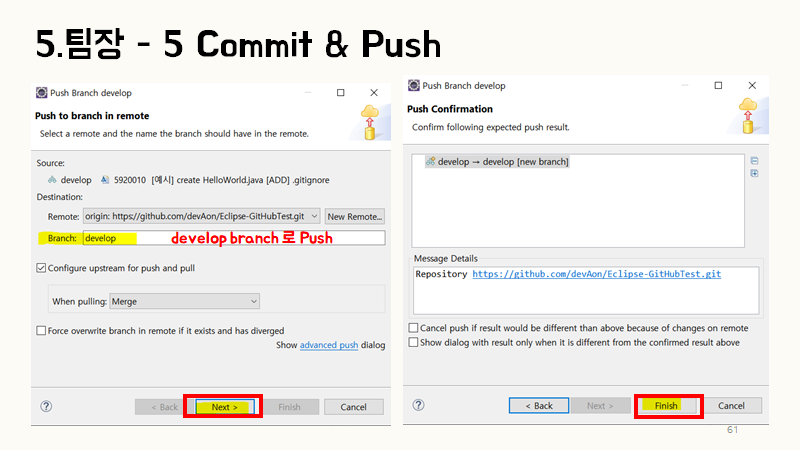 5.팀장 - 5 Commit & Push
Push Branch develop
Push to branch in remote
Select a remote and the name the branch should have in the remote.
Source:
develop 5920010 [예시] create HelloWorld.java [ADD] .gitignore
Destination:
Remote: origin: https://github.com/devAon/Eclipse-GitHubTest.git New Remote...
Branch: develop develop branch 로 Push
Configure upstream for push and pull
When pulling: Merge
Force overwrite branch in remote if it exists and has diverged
Show advanced push dialog
< Back Next > Finish Cancel
Push Branch develop
Push Confirmation
Confirm following expected push result.
develop → develop [new branch]
Message Details
Repository https://github.com/devAon/Eclipse-GitHubTest.git
Cancel push if result would be different than above because of changes on remote
Show dialog with result only when it is different from the confirmed result above
< Back Next > Finish Cancel
61